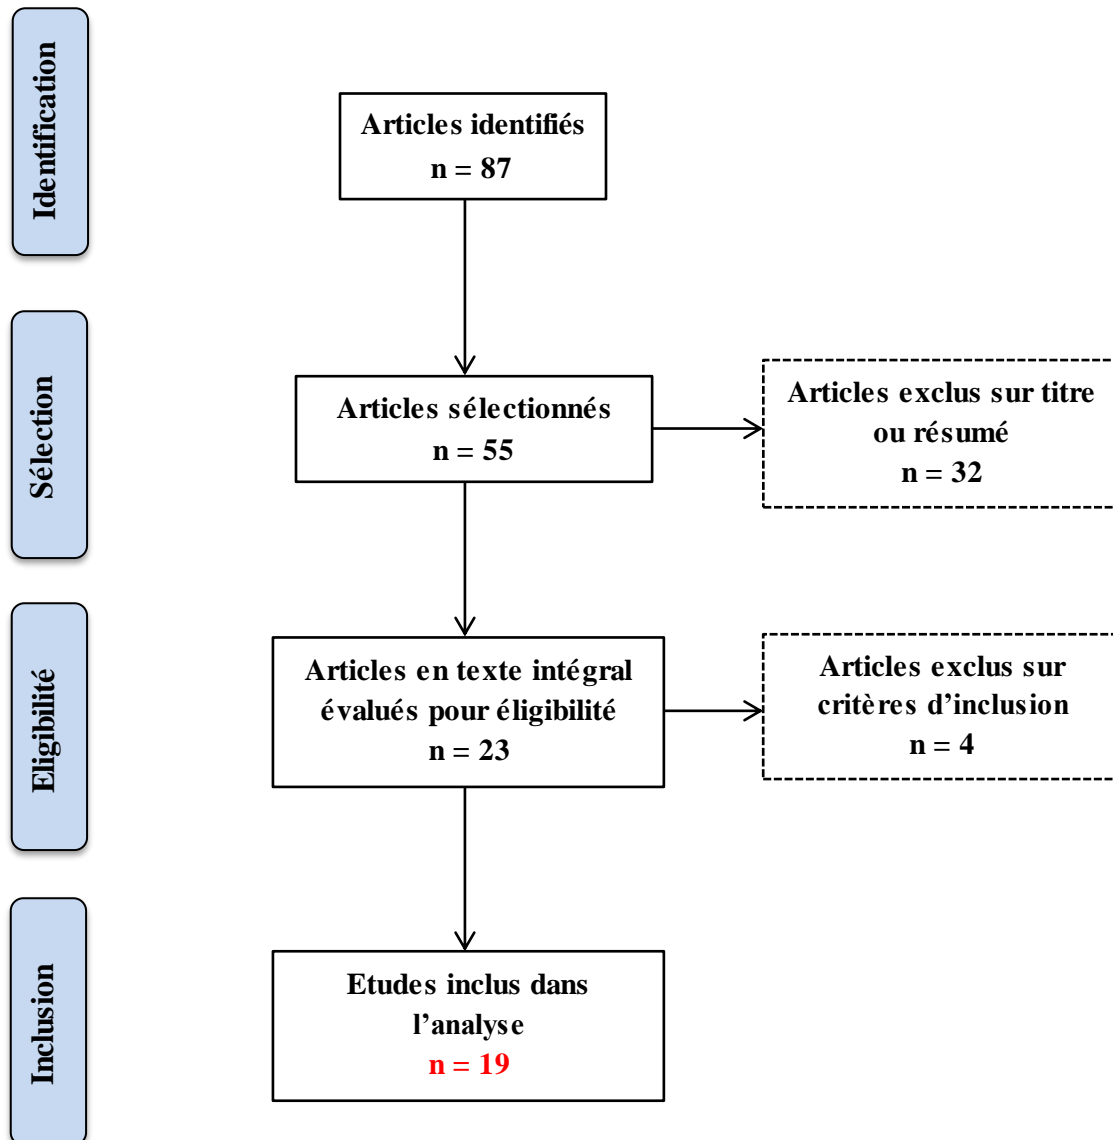 Identification
Articles identifiés
n = 87
Sélection
Articles sélectionnés
n = 55
Articles exclus sur titre
ou résumé
n = 32
Eligibilité
Articles en texte intégral
évalués pour éligibilité
n = 23
Articles exclus sur
critères d’inclusion
n = 4
Inclusion
Etudes inclus dans
l’analyse
n = 19